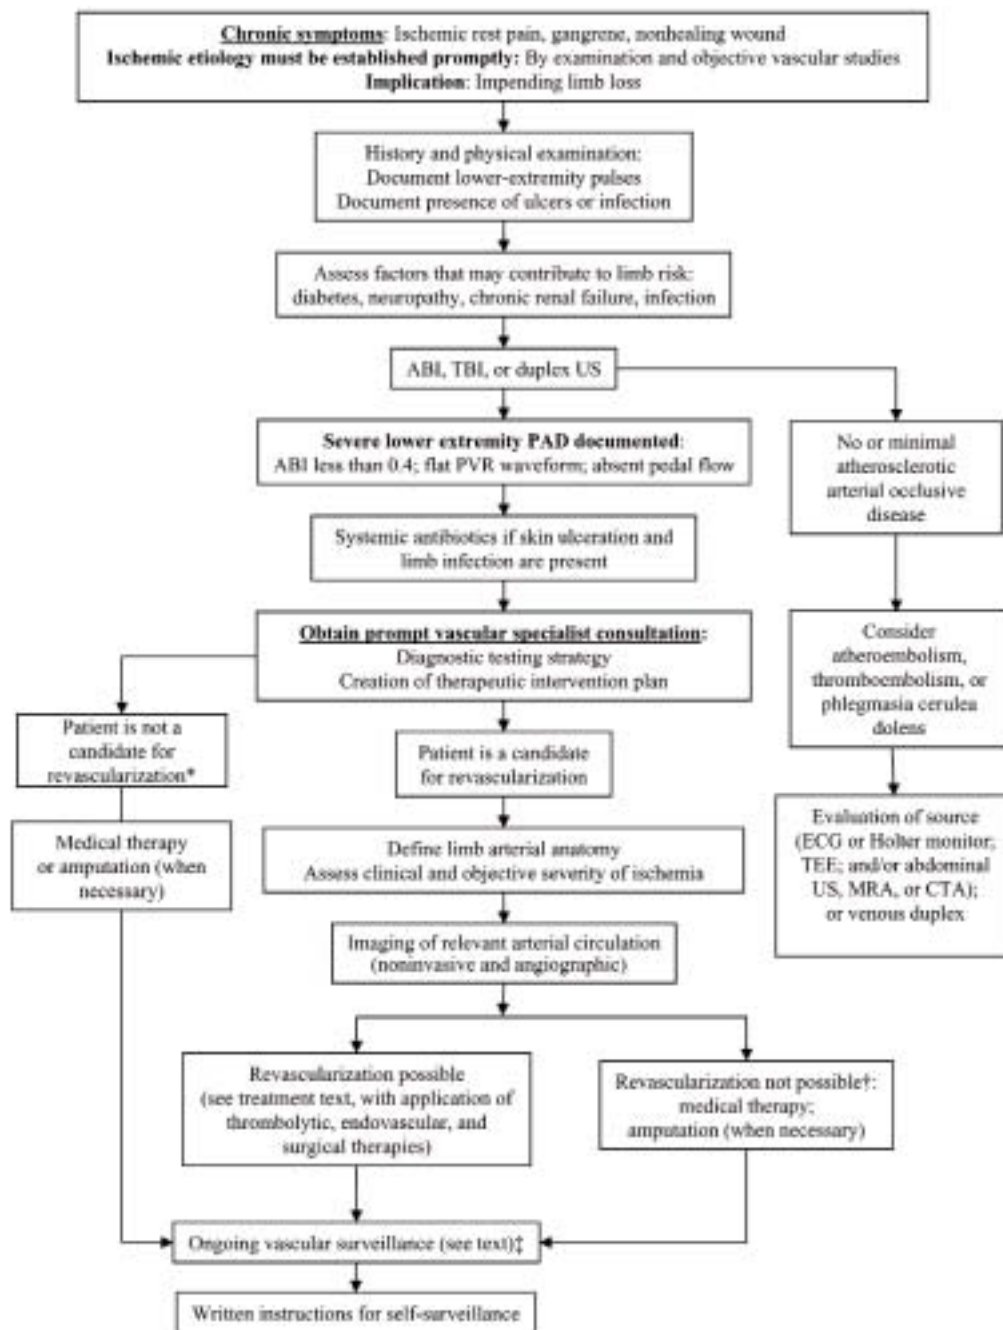 Chronic symptoms: Ischemic rest pain, gangrene, nonhealing wound
Ischemic etiology must be established promptly: By examination and objective vascular studies
Implication: Impending limb loss
History and physical examination:
Document lower-extremity pulses
Document presence of ulcers or infection
Assess factors that may contribute to limb risk:
diabetes, neuropathy, chronic renal failure, infection
ABI, TBI, or duplex US
Severe lower extremity PAD documented:
ABI less than 0.4; flat PVR waveform; absent pedal flow
No or minimal
atherosclerotic
arterial occlusive
disease
Systemic antibiotics if skin ulceration and
limb infection are present
Obtain prompt vascular specialist consultation:
Diagnostic testing strategy
Creation of therapeutic intervention plan
Consider
atheroembolism,
thromboembolism, or
phlegmasia cerulea
dolens
Patient is not a
candidate for
revascularization*
Patient is a candidate
for revascularization
Medical therapy
or amputation (when
necessary)
Define limb arterial anatomy
Assess clinical and objective severity of ischemia
Evaluation of source
(ECG or Holter monitor;
TEE; and/or abdominal
US, MRA, or CTA);
or venous duplex
Imaging of relevant arterial circulation
(noninvasive and angiographic)
Revascularization possible
(see treatment text, with application of
thrombolytic, endovascular, and
surgical therapies)
Revascularization not possible†:
medical therapy;
amputation (when necessary)
Ongoing vascular surveillance (see text)‡
Written instructions for self-surveillance